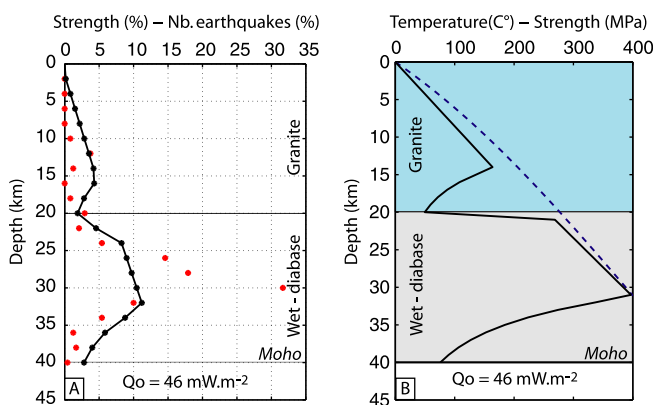 Strength (%) – Nb. earthquakes (%)
0 5 10 15 20 25 30 35
0
5
10
15
20
25
30
35
40
45
Depth (km)
Granite
Wet - diabase
Moho
A
Qo = 46 mW.m-2
Temperature(C°) – Strength (MPa)
0 100 200 300 400
0
5
10
15
20
25
30
35
40
45
Depth (km)
Granite
Wet - diabase
Moho
B
Qo = 46 mW.m-2